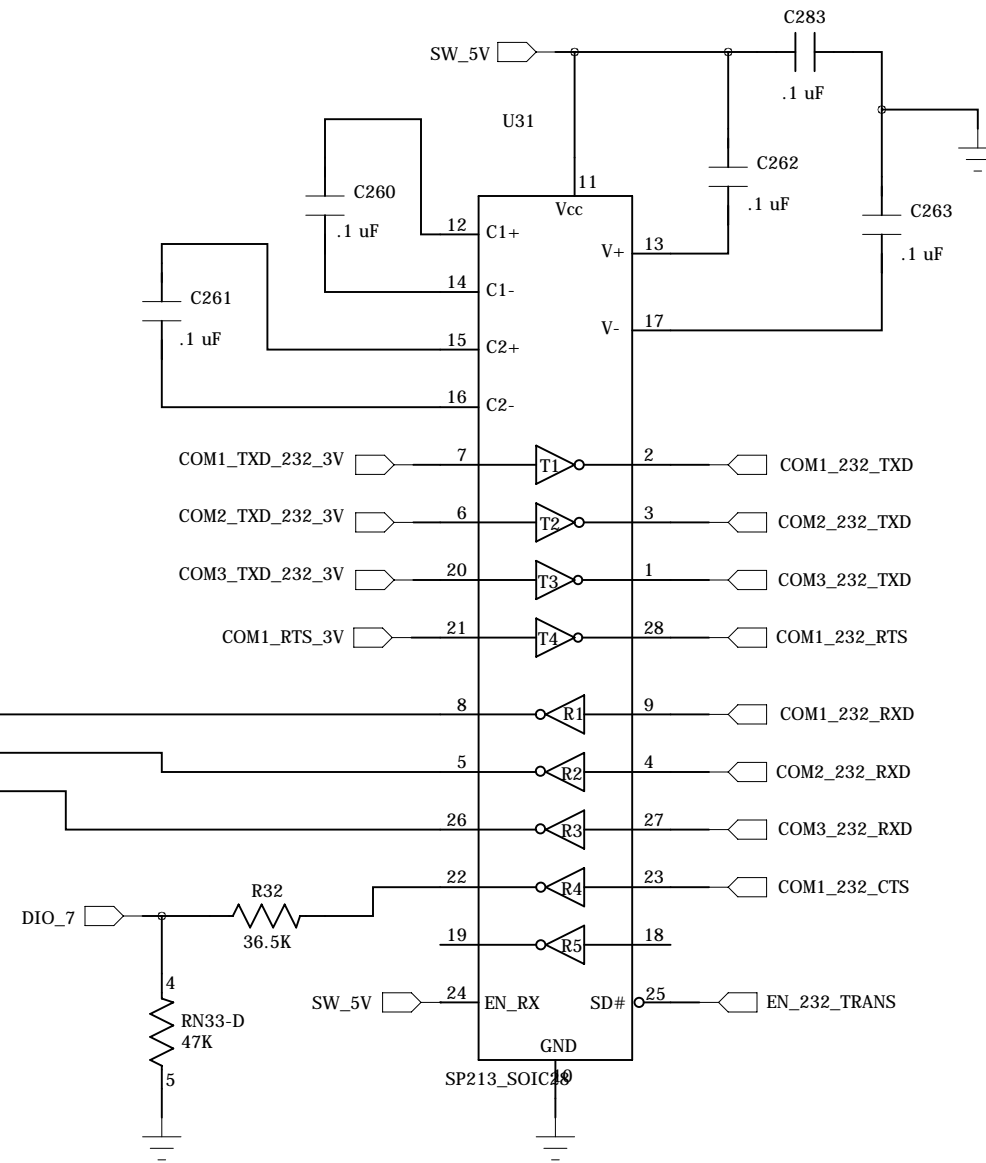 C283
SW_5V
.1 uF
U31
C262
.1 uF
11
Vcc
C260
.1 uF
12
C1+
V+
13
C263
.1 uF
14
C1-
C261
.1 uF
15
C2+
V-
17
16
C2-
COM1_TXD_232_3V
7
T1
2
COM1_232_TXD
COM2_TXD_232_3V
6
T2
3
COM2_232_TXD
COM3_TXD_232_3V
20
T3
1
COM3_232_TXD
COM1_RTS_3V
21
T4
28
COM1_232_RTS
8
R1
9
COM1_232_RXD
5
R2
4
COM2_232_RXD
26
R3
27
COM3_232_RXD
22
R4
23
COM1_232_CTS
R32
DIO_7
36.5K
19
R5
18
4
SW_5V
24
EN_RX
SD#
25
EN_232_TRANS
RN33-D
47K
GND
5
SP213_SOIC28
10